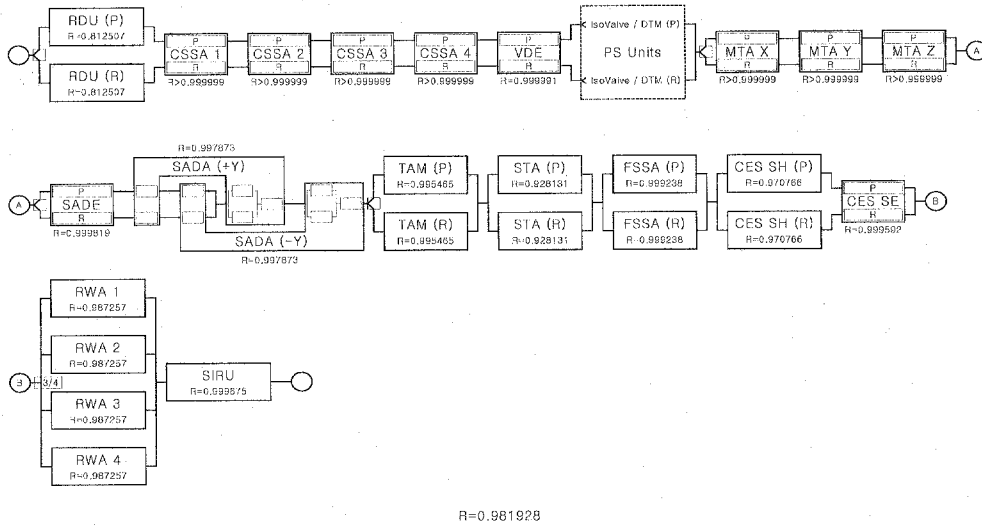 RDU (P)
R=0.812507
RDU (R)
R=0.812507
P
CSSA 1
R
R>0.999999
P
CSSA 2
R
R>0.999999
P
CSSA 3
R
R>0.999999
P
CSSA 4
R
R>0.999999
P
VDE
R
R=0.999991
IsoValve / DTM (P)
PS Units
IsoValve / DTM (R)
P
MTA X
R
R>0.999999
P
MTA Y
R
R>0.999999
P
MTA Z
R
R>0.999999
A
A
P
SADE
R
R=0.999819
R=0.997873
SADA (+Y)
SADA (-Y)
R=0.997873
TAM (P)
R=0.995465
TAM (R)
R=0.995465
STA (P)
R=0.928131
STA (R)
R=0.928131
FSSA (P)
R=0.999238
FSSA (R)
R=0.999238
CES SH (P)
R=0.970766
CES SH (R)
R=0.970766
P
CES SE
R
R=0.999592
B
B
3/4
RWA 1
R=0.987257
RWA 2
R=0.987257
RWA 3
R=0.987257
RWA 4
R=0.987257
SIRU
R=0.999875
R=0.981928